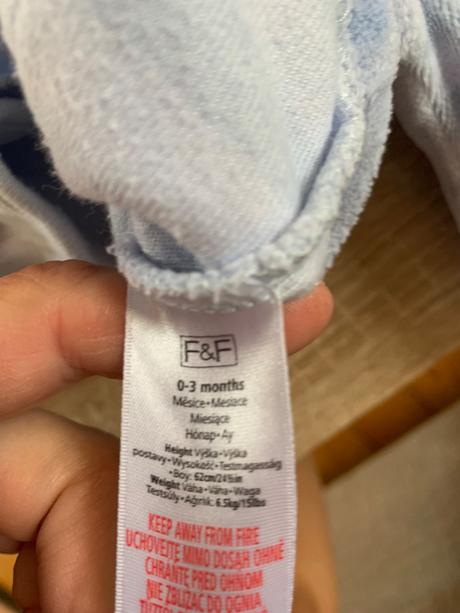 F&F
0-3 months
Měsíce•Mesiace
Miesiące
Hónap•Ay
Height Výška•Výška
postavy•Wysokość•Testmagasság
•Boy: 62cm/24½in
Weight Váha•Váha•Waga
Testsúly•Ağırlık: 6.5kg/15lbs
KEEP AWAY FROM FIRE
UCHOVEJTE MIMO DOSAH OHNĚ
CHRÁNTE PRED OHŇOM
NIE ZBLIŻAĆ DO OGNIA